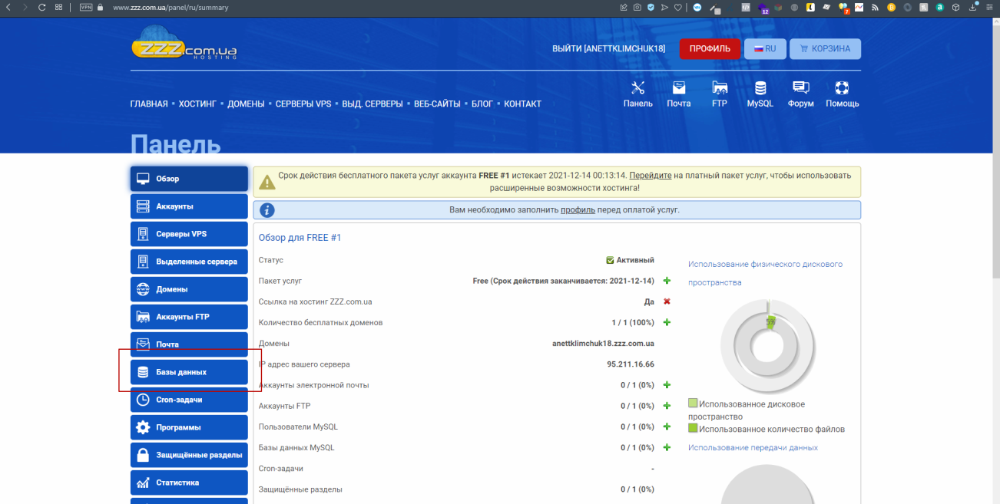 VPN
www.zzz.com.ua/panel/ru/summary
12
7
ZZZ.com.ua
HOSTING
ВЫЙТИ [ANETTKLIMCHUK18]
ПРОФИЛЬ
RU
КОРЗИНА
ГЛАВНАЯ ▪ ХОСТИНГ ▪ ДОМЕНЫ ▪ СЕРВЕРЫ VPS ▪ ВЫД. СЕРВЕРЫ ▪ ВЕБ-САЙТЫ ▪ БЛОГ ▪ КОНТАКТ
Панель
Почта
FTP
MySQL
Форум
Помощь
Панель
Обзор
Аккаунты
Серверы VPS
Выделенные сервера
Домены
Аккаунты FTP
Почта
Базы данных
Cron-задачи
Программы
Защищённые разделы
Статистика
Срок действия бесплатного пакета услуг аккаунта FREE #1 истекает 2021-12-14 00:13:14. Перейдите на платный пакет услуг, чтобы использовать
расширенные возможности хостинга!
Вам необходимо заполнить профиль перед оплатой услуг.
Обзор для FREE #1
Статус Активный
Пакет услуг Free (Срок действия заканчивается: 2021-12-14)
Ссылка на хостинг ZZZ.com.ua Да
Количество бесплатных доменов 1 / 1 (100%)
Домены anettklimchuk18.zzz.com.ua
IP адрес вашего сервера 95.211.16.66
Аккаунты электронной почты 0 / 1 (0%)
Аккаунты FTP 0 / 1 (0%)
Пользователи MySQL 0 / 1 (0%)
Базы данных MySQL 0 / 1 (0%)
Cron-задачи -
Защищённые разделы 0 / 1 (0%)
Использование физического дискового
пространства
5%
Использованное дисковое
пространство
Использованное количество файлов
Использование передачи данных